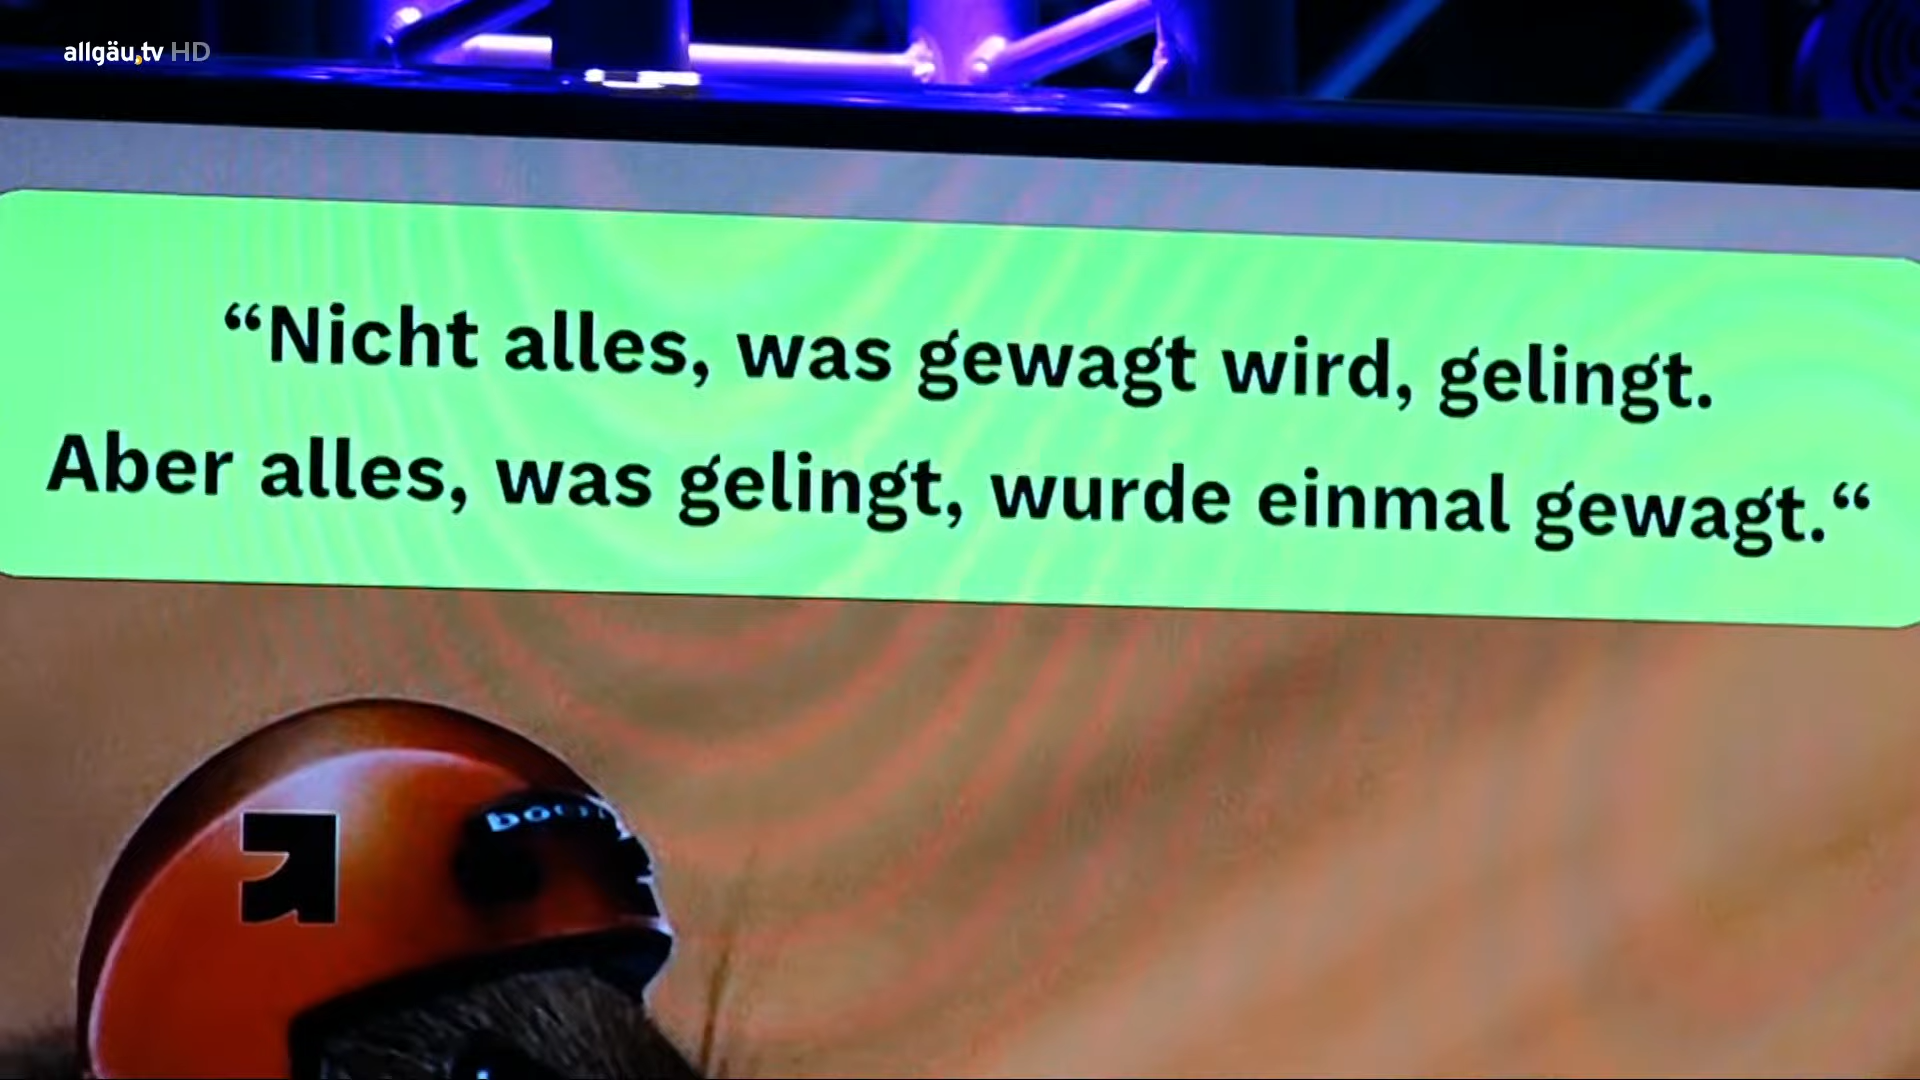 allgäu.tv HD
“Nicht alles, was gewagt wird, gelingt.
Aber alles, was gelingt, wurde einmal gewagt.“